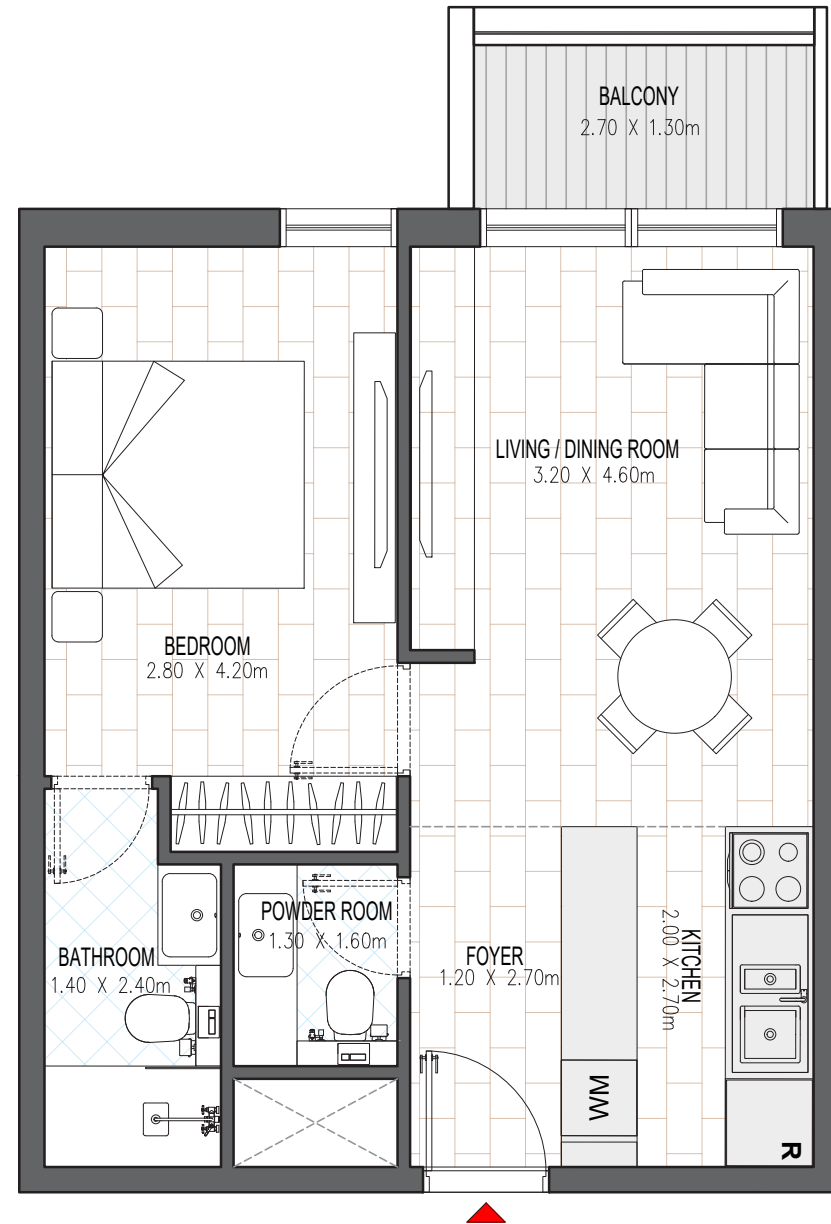 BALCONY
2.70 X 1.30m
LIVING / DINING ROOM
3.20 X 4.60m
BEDROOM
2.80 X 4.20m
POWDER ROOM
1.30 X 1.60m
BATHROOM
1.40 X 2.40m
FOYER
1.20 X 2.70m
KITCHEN
2.00 X 2.70m
WM
R